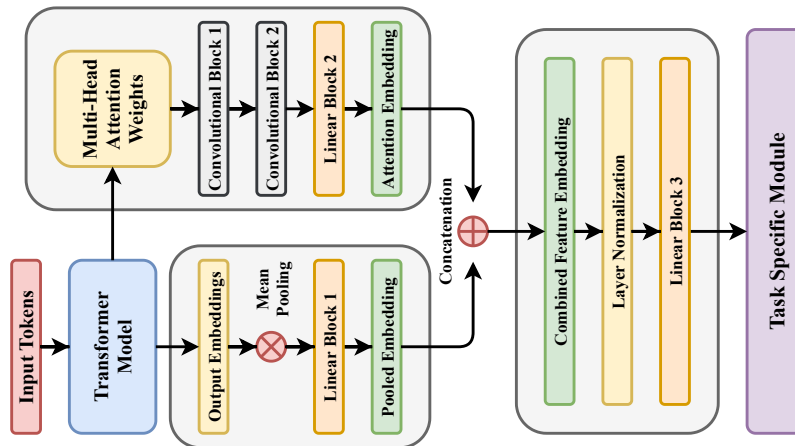 Input Tokens
Transformer
Model
Multi-Head
Attention
Weights
Convolutional Block 1
Convolutional Block 2
Linear Block 2
Attention Embedding
Output Embeddings
Mean
Pooling
Linear Block 1
Pooled Embedding
Concatenation
Combined Feature Embedding
Layer Normalization
Linear Block 3
Task Specific Module